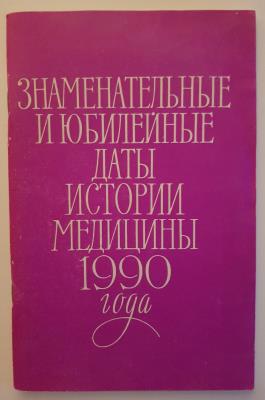 ЗНАМЕНАТЕЛЬНЫЕ
И ЮБИЛЕЙНЫЕ
ДАТЫ
ИСТОРИИ
МЕДИЦИНЫ
1990
года